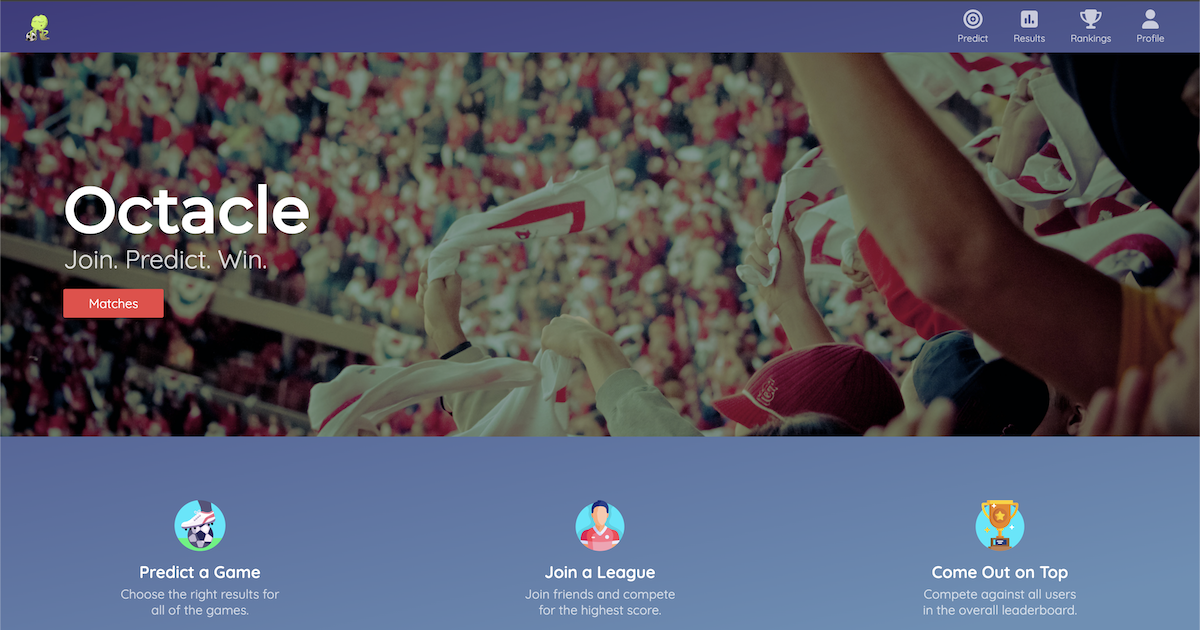 Predict
Results
Rankings
Profile
Octacle
Join. Predict. Win.
Matches
Predict a Game
Join a League
Come Out on Top
Choose the right results for
all of the games.
Join friends and compete
for the highest score.
Compete against all users
in the overall leaderboard.